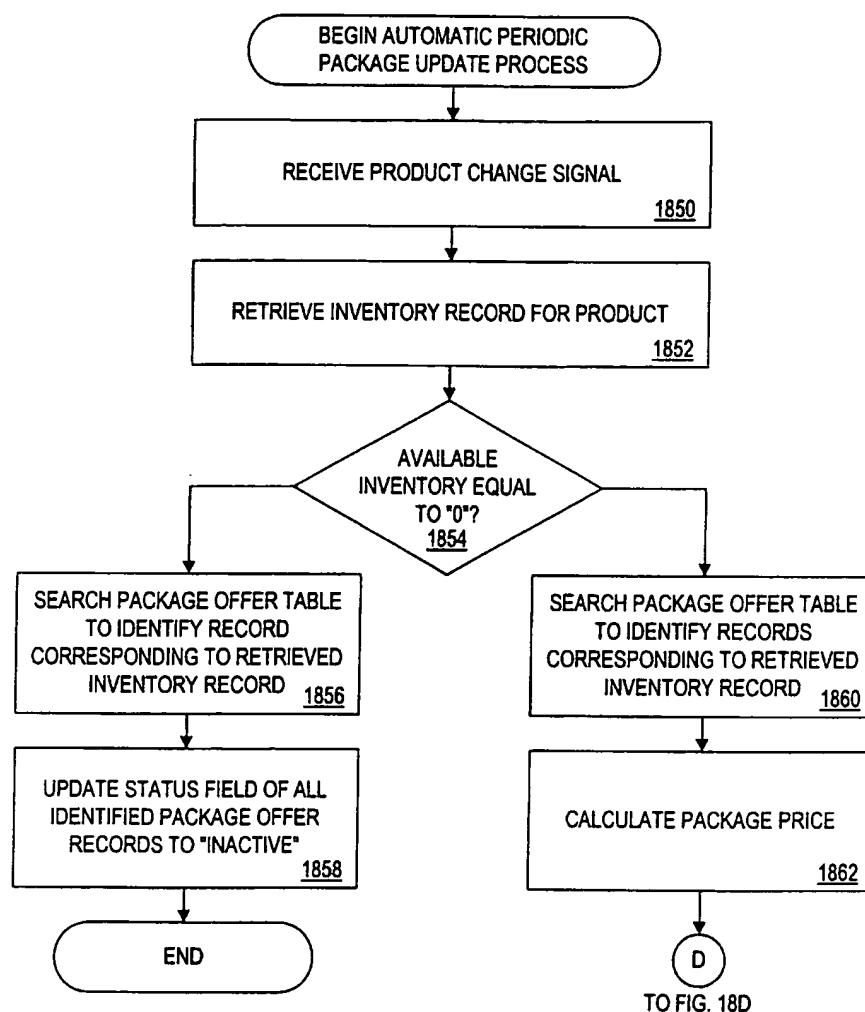 BEGIN AUTOMATIC PERIODIC
PACKAGE UPDATE PROCESS
RECEIVE PRODUCT CHANGE SIGNAL
1850
RETRIEVE INVENTORY RECORD FOR PRODUCT
1852
AVAILABLE
INVENTORY EQUAL
TO "0"?
1854
SEARCH PACKAGE OFFER TABLE
TO IDENTIFY RECORD
CORRESPONDING TO RETRIEVED
INVENTORY RECORD
1856
UPDATE STATUS FIELD OF ALL
IDENTIFIED PACKAGE OFFER
RECORDS TO "INACTIVE"
1858
END
SEARCH PACKAGE OFFER TABLE
TO IDENTIFY RECORDS
CORRESPONDING TO RETRIEVED
INVENTORY RECORD
1860
CALCULATE PACKAGE PRICE
1862
D
TO FIG. 18D